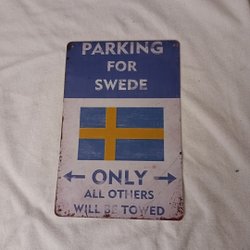 PARKING
FOR
SWEDE
← ONLY →
ALL OTHERS
WILL BE TOWED